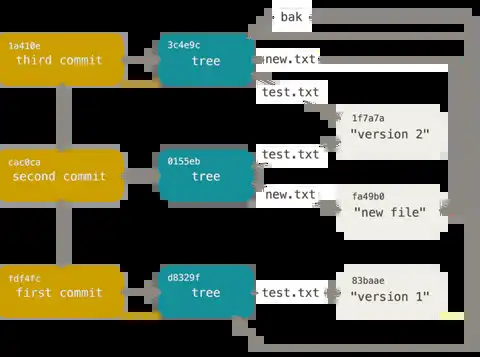 bak
1a410e
third commit
3c4e9c
tree
new.txt
test.txt
1f7a7a
"version 2"
cac0ca
second commit
0155eb
tree
test.txt
new.txt
fa49b0
"new file"
fdf4fc
first commit
d8329f
tree
test.txt
83baae
"version 1"